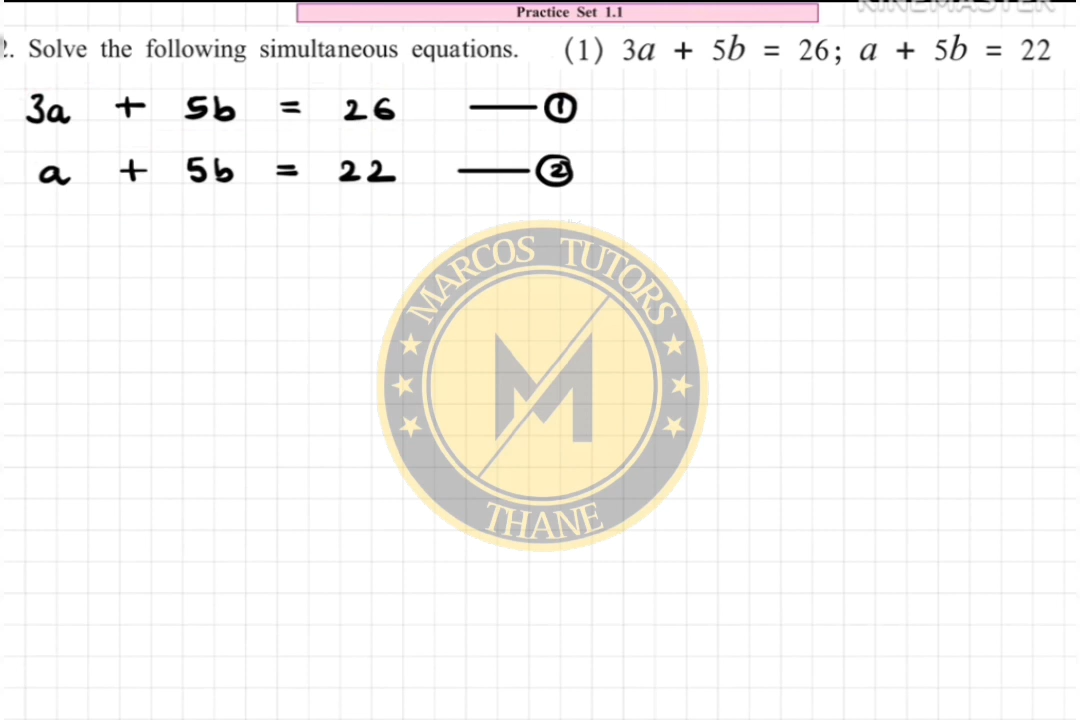 Practice Set 1.1
KINEMASTER
2. Solve the following simultaneous equations. (1) 3a + 5b = 26; a + 5b = 22
3a + 5b = 26 —①
a + 5b = 22 —②
MARCOS TUTORS
M
THANE